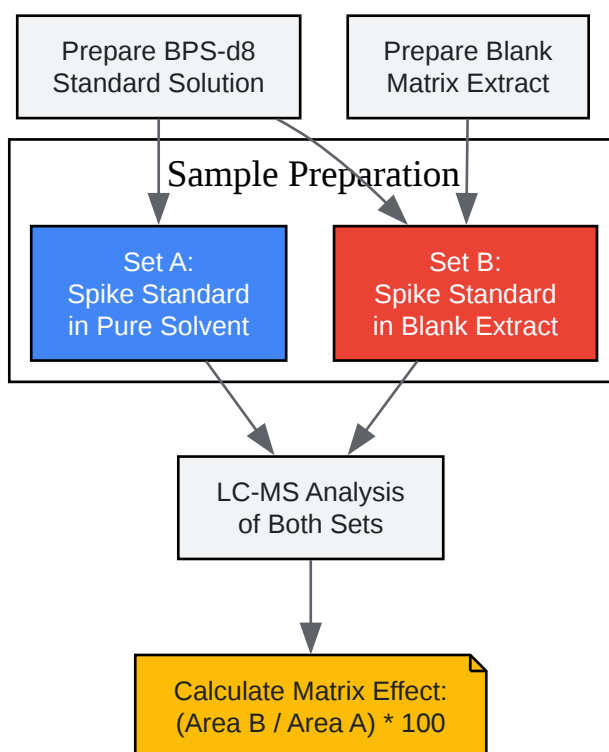 Prepare BPS-d8
Standard Solution
Prepare Blank
Matrix Extract
Sample Preparation
Set A:
Spike Standard
in Pure Solvent
Set B:
Spike Standard
in Blank Extract
LC-MS Analysis
of Both Sets
Calculate Matrix Effect:
(Area B / Area A) * 100